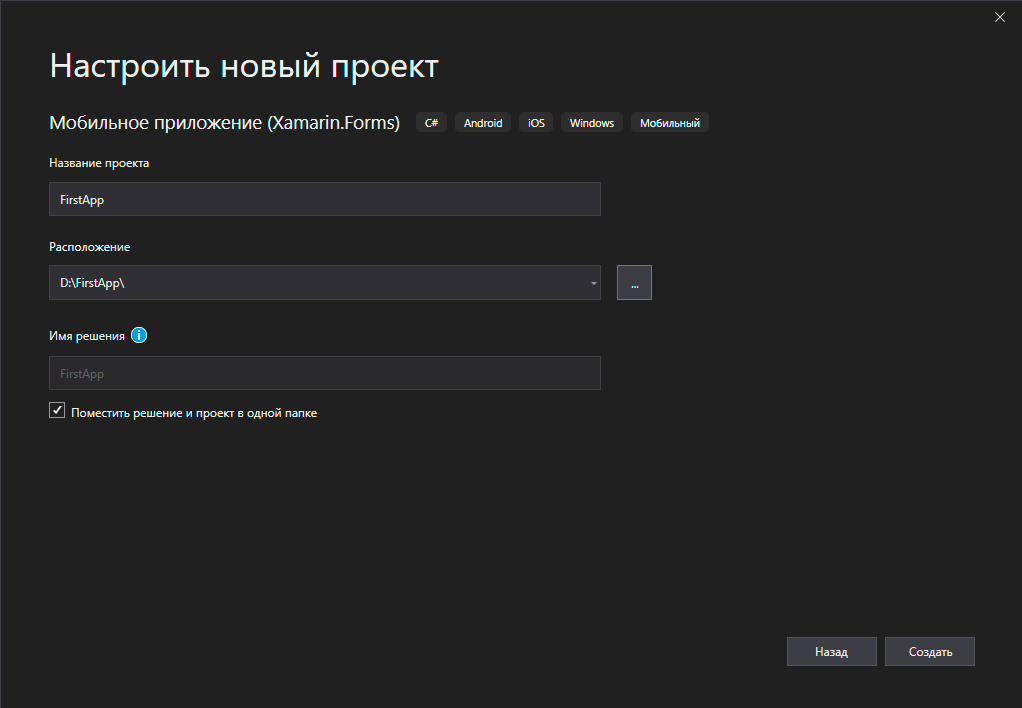 Настроить новый проект
Мобильное приложение (Xamarin.Forms) C# Android iOS Windows Мобильный
Название проекта
FirstApp
Расположение
D:\FirstApp\
...
Имя решения
FirstApp
Поместить решение и проект в одной папке
Назад Создать